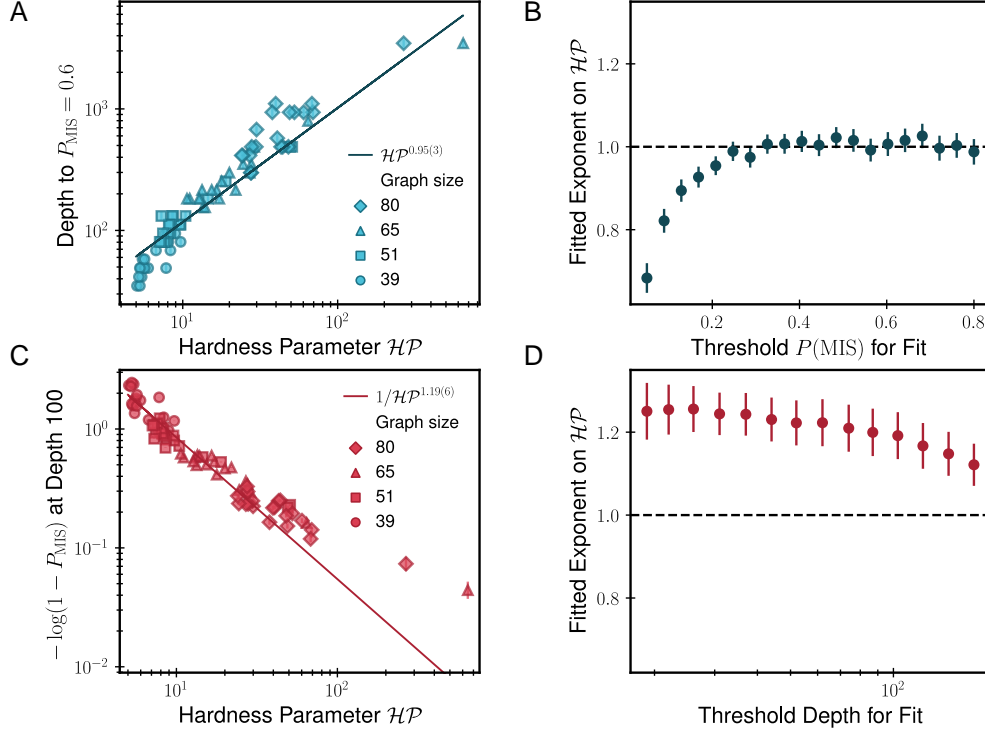 A
Depth to P_MIS = 0.6
10^3
10^2
10^1
10^2
Hardness Parameter HP
HP^0.95(3)
Graph size
80
65
51
39
B
Fitted Exponent on HP
1.2
1.0
0.8
0.2
0.4
0.6
0.8
Threshold P(MIS) for Fit
C
− log(1 − P_MIS) at Depth 100
10^0
10^−1
10^−2
10^1
10^2
Hardness Parameter HP
1/HP^1.19(6)
Graph size
80
65
51
39
D
Fitted Exponent on HP
1.2
1.0
0.8
10^2
Threshold Depth for Fit